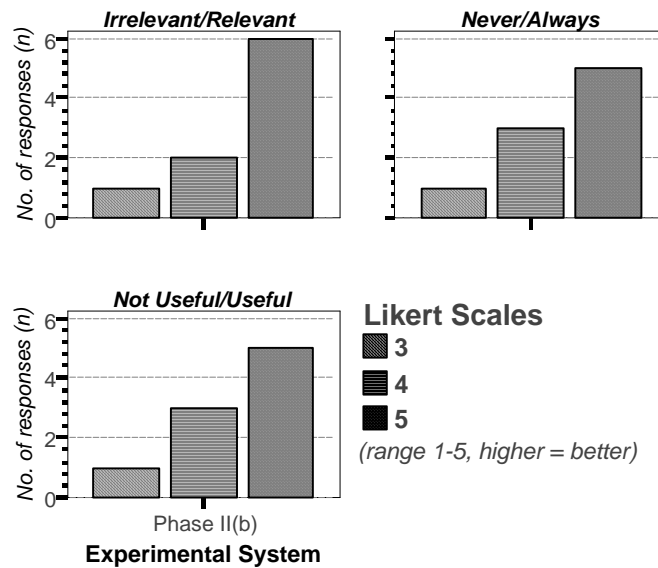 Irrelevant/Relevant
Never/Always
No. of responses (n)
6
4
2
0
Not Useful/Useful
No. of responses (n)
6
4
2
0
Phase II(b)
Experimental System
Likert Scales
3
4
5
(range 1-5, higher = better)